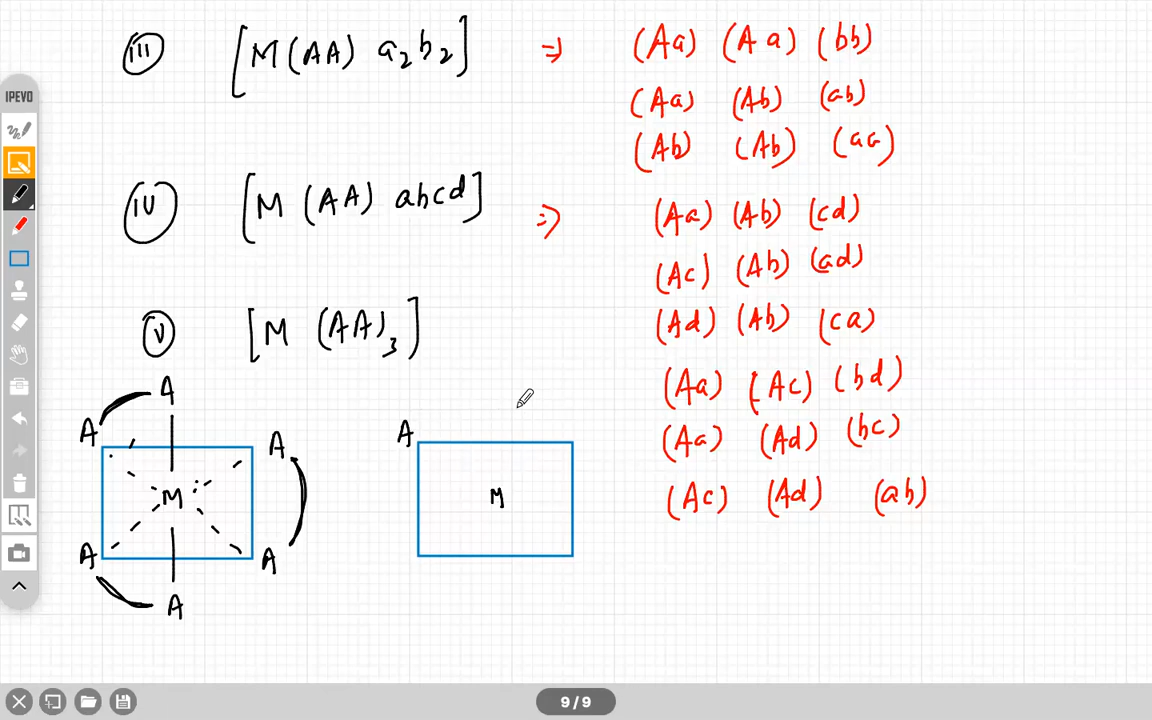 (iii) [M(AA) a₂b₂] ⇒ (Aa) (Aa) (bb)
IPEVO
(Aa) (Ab) (ab)
(Ab) (Ab) (aa)
(iv) [M (AA) abcd] ⇒ (Aa) (Ab) (cd)
(Ac) (Ab) (ad)
(Ad) (Ab) (ca)
(v) [M (AA)₃]
(Aa) (Ac) (bd)
(Aa) (Ad) (bc)
(Ac) (Ad) (ab)
A
A A A
M M
A A
A
9/9